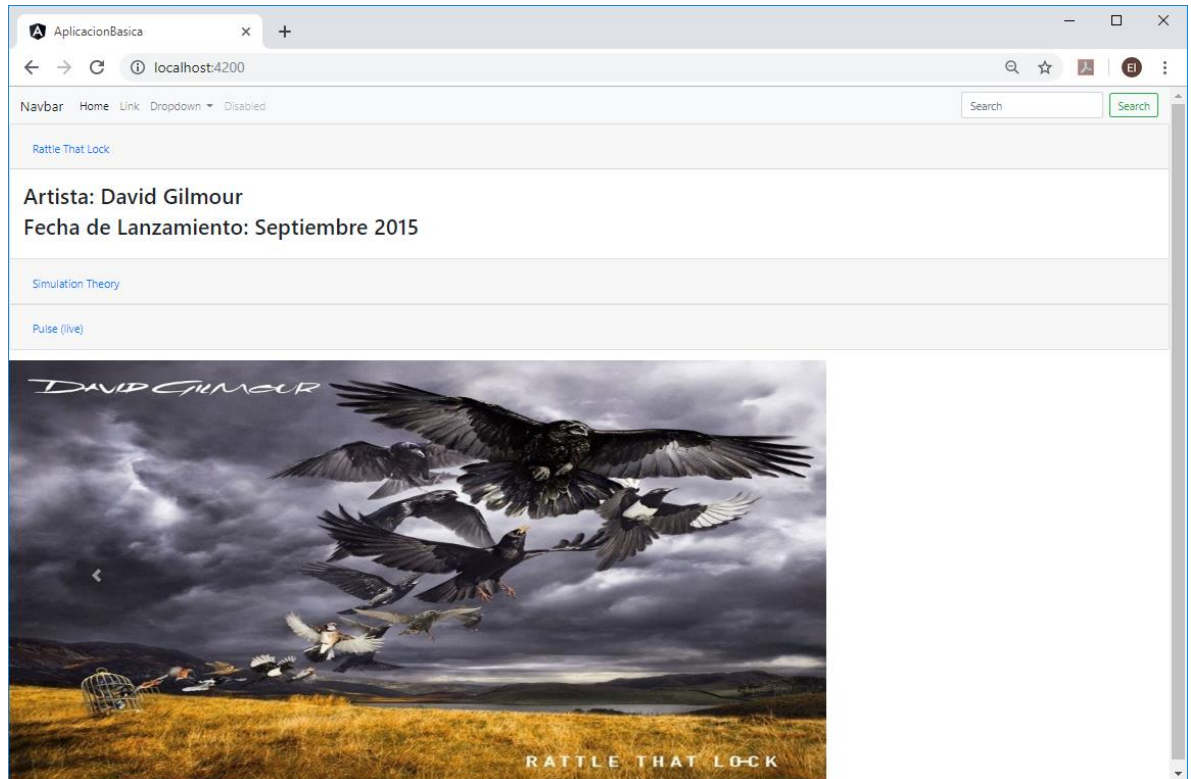 AplicacionBasica
localhost:4200
EI
Navbar Home Link Dropdown Disabled
Search Search
Rattle That Lock
Artista: David Gilmour
Fecha de Lanzamiento: Septiembre 2015
Simulation Theory
Pulse (live)
DAVID GILMOUR
RATTLE THAT LOCK